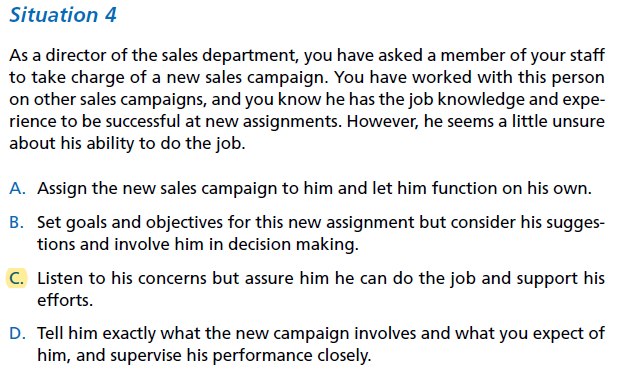 Situation 4
As a director of the sales department, you have asked a member of your staff
to take charge of a new sales campaign. You have worked with this person
on other sales campaigns, and you know he has the job knowledge and expe-
rience to be successful at new assignments. However, he seems a little unsure
about his ability to do the job.
A. Assign the new sales campaign to him and let him function on his own.
B. Set goals and objectives for this new assignment but consider his sugges-
tions and involve him in decision making.
C. Listen to his concerns but assure him he can do the job and support his
efforts.
D. Tell him exactly what the new campaign involves and what you expect of
him, and supervise his performance closely.